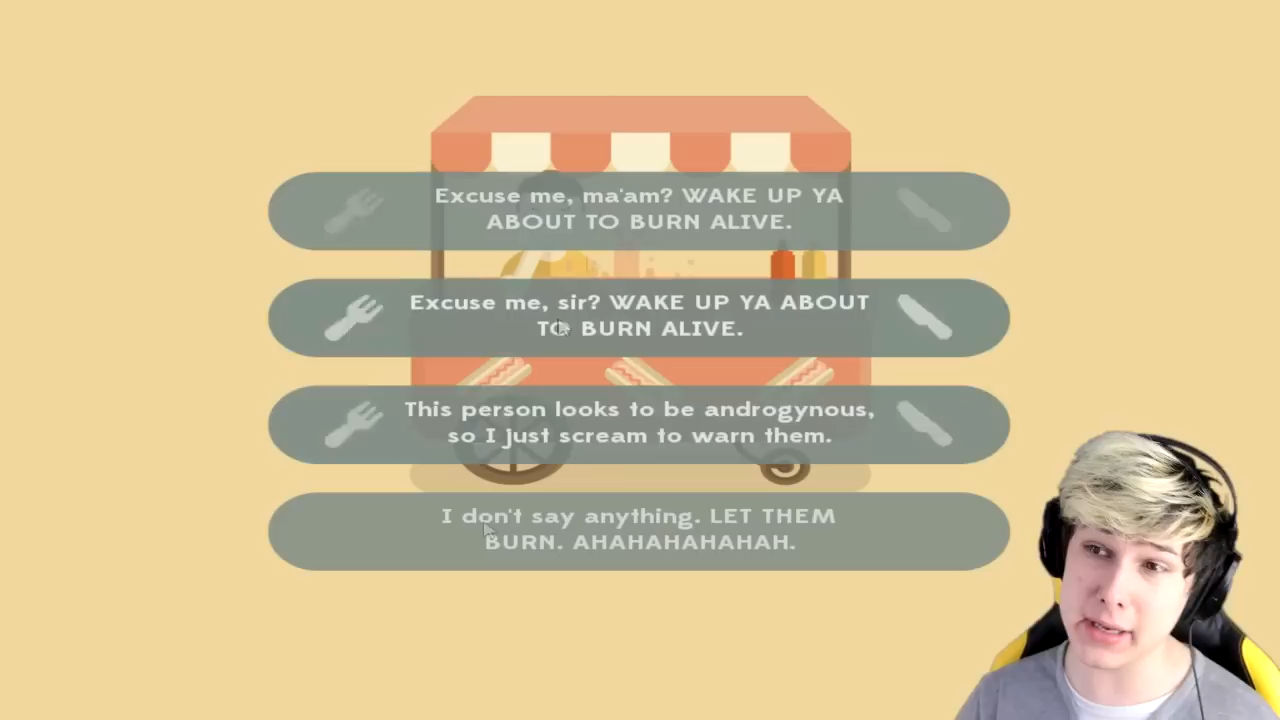 Excuse me, ma'am? WAKE UP YA
ABOUT TO BURN ALIVE.
Excuse me, sir? WAKE UP YA ABOUT
TO BURN ALIVE.
This person looks to be androgynous,
so I just scream to warn them.
I don't say anything. LET THEM
BURN. AHAHAHAHAHAH.